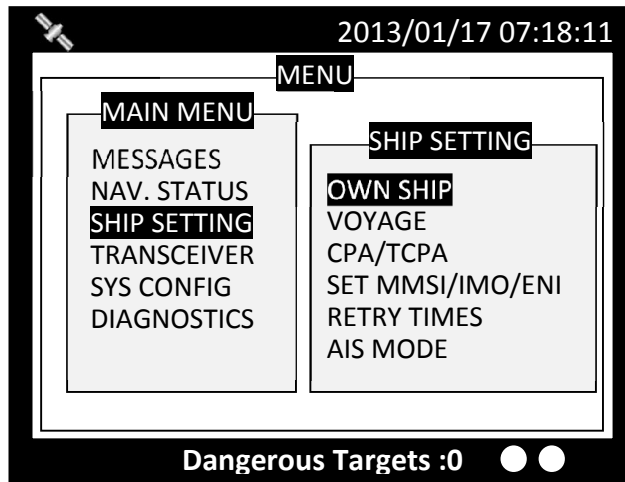 2013/01/17 07:18:11
MENU
MAIN MENU
MESSAGES
NAV. STATUS
SHIP SETTING
TRANSCEIVER
SYS CONFIG
DIAGNOSTICS
SHIP SETTING
OWN SHIP
VOYAGE
CPA/TCPA
SET MMSI/IMO/ENI
RETRY TIMES
AIS MODE
Dangerous Targets :0